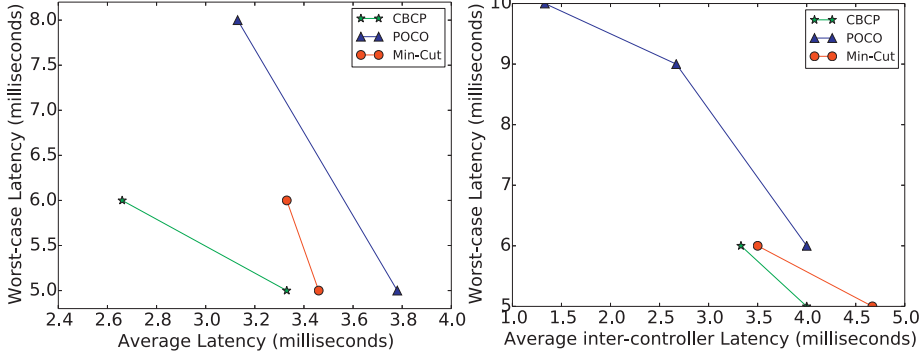 8.0
7.5
7.0
6.5
6.0
5.5
5.0
Worst-case Latency (milliseconds)
2.4 2.6 2.8 3.0 3.2 3.4 3.6 3.8 4.0
Average Latency (milliseconds)
CBCP
POCO
Min-Cut
10
9
8
7
6
5
Worst-case Latency (milliseconds)
1.0 1.5 2.0 2.5 3.0 3.5 4.0 4.5 5.0
Average inter-controller Latency (milliseconds)
CBCP
POCO
Min-Cut